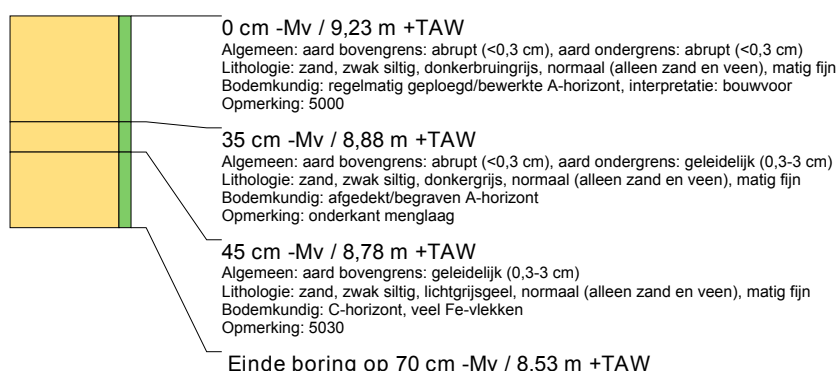 0 cm -Mv / 9,23 m +TAW
Algemeen: aard bovengrens: abrupt (<0,3 cm), aard ondergrens: abrupt (<0,3 cm)
Lithologie: zand, zwak siltig, donkerbruingrijs, normaal (alleen zand en veen), matig fijn
Bodemkundig: regelmatig geploegd/bewerkte A-horizont, interpretatie: bouwvoor
Opmerking: 5000
35 cm -Mv / 8,88 m +TAW
Algemeen: aard bovengrens: abrupt (<0,3 cm), aard ondergrens: geleidelijk (0,3-3 cm)
Lithologie: zand, zwak siltig, donkergrijs, normaal (alleen zand en veen), matig fijn
Bodemkundig: afgedekt/begraven A-horizont
Opmerking: onderkant menglaag
45 cm -Mv / 8,78 m +TAW
Algemeen: aard bovengrens: geleidelijk (0,3-3 cm)
Lithologie: zand, zwak siltig, lichtgrijsgeel, normaal (alleen zand en veen), matig fijn
Bodemkundig: C-horizont, veel Fe-vlekken
Opmerking: 5030
Einde boring op 70 cm -Mv / 8,53 m +TAW